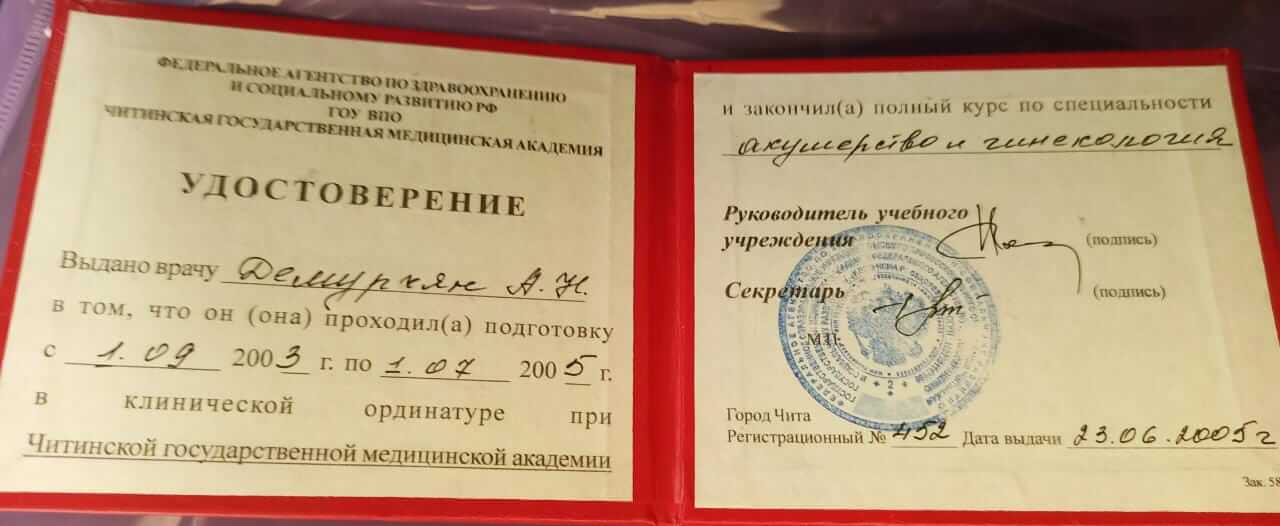 ФЕДЕРАЛЬНОЕ АГЕНТСТВО ПО ЗДРАВООХРАНЕНИЮ
И СОЦИАЛЬНОМУ РАЗВИТИЮ РФ
ГОУ ВПО
ЧИТИНСКАЯ ГОСУДАРСТВЕННАЯ МЕДИЦИНСКАЯ АКАДЕМИЯ
УДОСТОВЕРЕНИЕ
Выдано врачу Демурчян А.Н.
в том, что он (она) проходил(а) подготовку
с 1.09 2003 г. по 1.07 2005 г.
в клинической ординатуре при
Читинской государственной медицинской академии
и закончил(а) полный курс по специальности
акушерство и гинекология
Руководитель учебного
учреждения (подпись)
Секретарь (подпись)
М.П.
Город Чита
Регистрационный № 452 Дата выдачи 23.06.2005г
Зак. 58